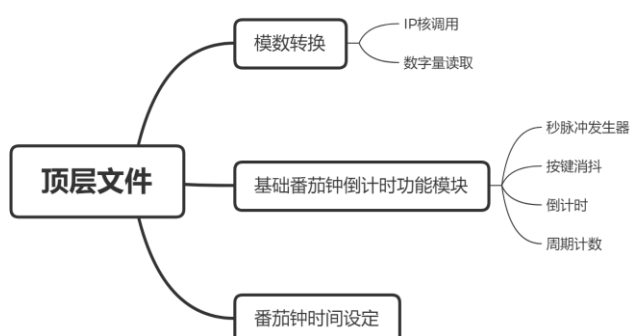 顶层文件
模数转换
IP核调用
数字量读取
基础番茄钟倒计时功能模块
秒脉冲发生器
按键消抖
倒计时
周期计数
番茄钟时间设定